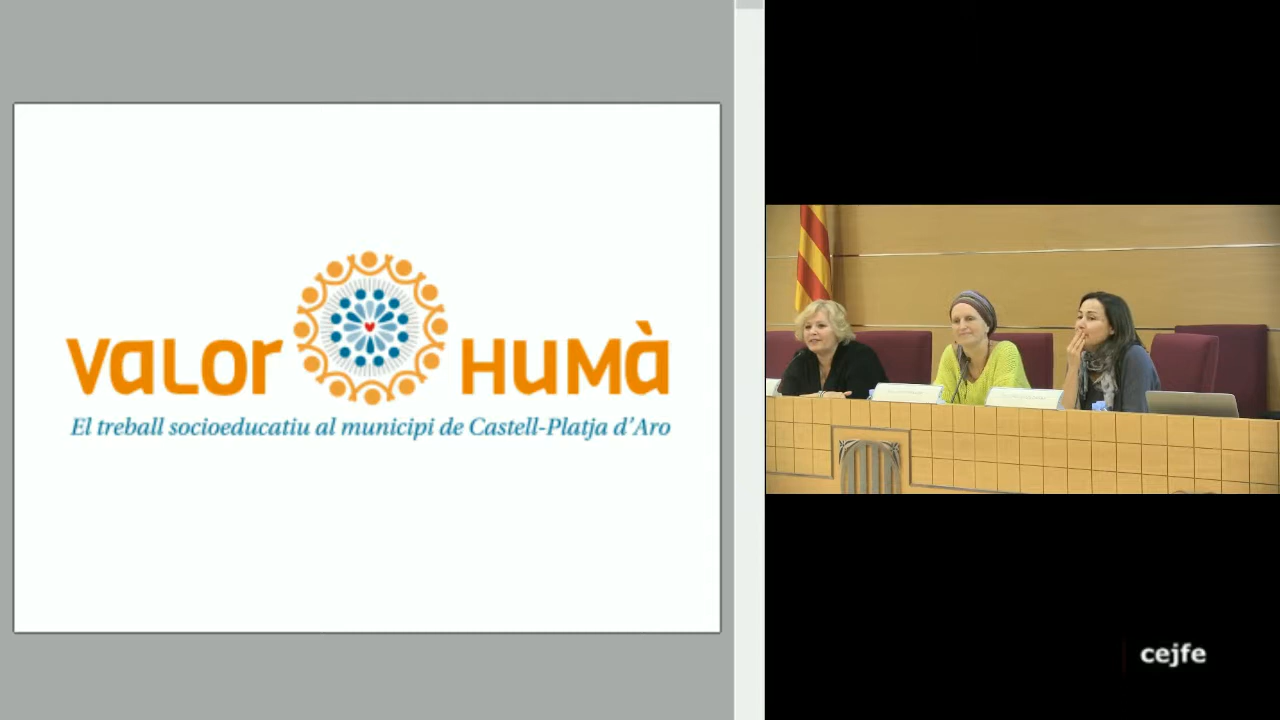 VALOR HUMÀ
El treball socioeducatiu al municipi de Castell-Platja d'Aro
cejfe